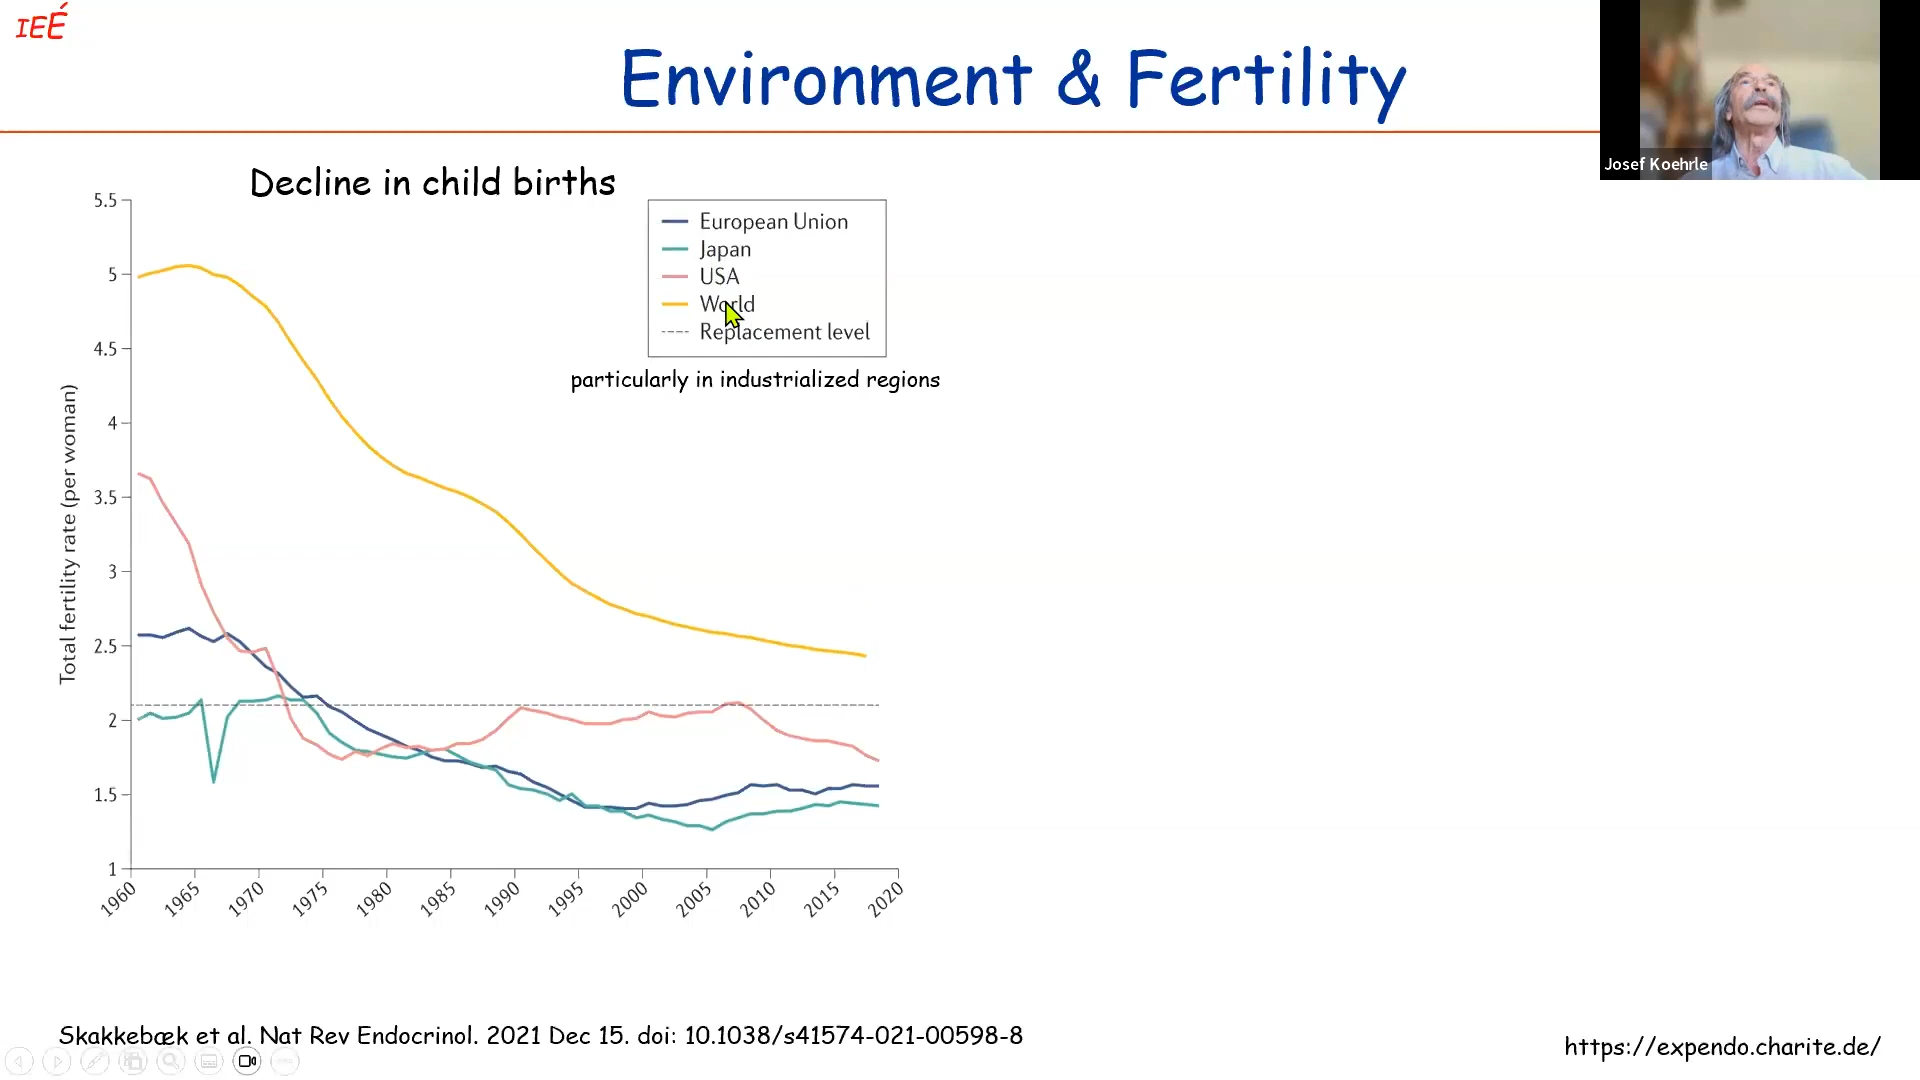 IEÉ
Environment & Fertility
Josef Koehrle
Decline in child births
European Union
Japan
USA
World
Replacement level
particularly in industrialized regions
Total fertility rate (per woman)
5.5
5
4.5
4
3.5
3
2.5
2
1.5
1
1960
1965
1970
1975
1980
1985
1990
1995
2000
2005
2010
2015
2020
Skakkebæk et al. Nat Rev Endocrinol. 2021 Dec 15. doi: 10.1038/s41574-021-00598-8
https://expendo.charite.de/